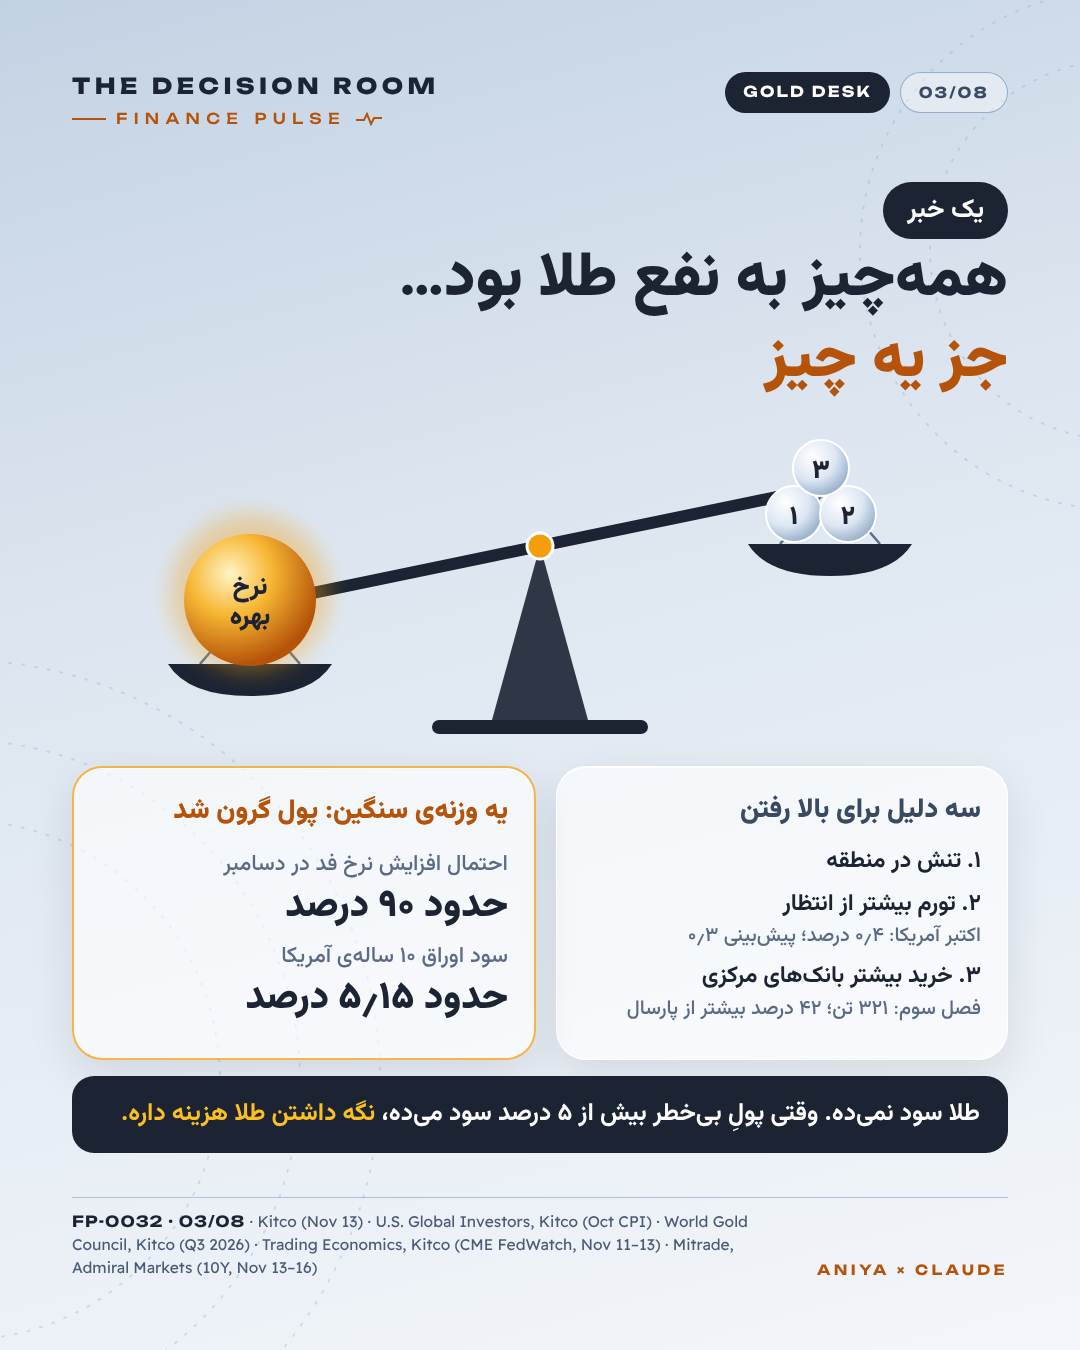 THE DECISION ROOM
FINANCE PULSE
GOLD DESK
03/08
یک خبر
همه‌چیز به نفع طلا بود...
جز یه چیز
۳
۱
۲
نرخ
بهره
سه دلیل برای بالا رفتن
۱. تنش در منطقه
۲. تورم بیشتر از انتظار
اکتبر آمریکا: ۰٫۴ درصد؛ پیش‌بینی ۰٫۳
۳. خرید بیشتر بانک‌های مرکزی
فصل سوم: ۳۲۱ تن؛ ۴۲ درصد بیشتر از پارسال
یه وزنه‌ی سنگین: پول گرون شد
احتمال افزایش نرخ فد در دسامبر
حدود ۹۰ درصد
سود اوراق ۱۰ ساله‌ی آمریکا
حدود ۵٫۱۵ درصد
طلا سود نمی‌ده. وقتی پولِ بی‌خطر بیش از ۵ درصد سود می‌ده، نگه داشتن طلا هزینه داره.
FP-0032 · 03/08 · Kitco (Nov 13) · U.S. Global Investors, Kitco (Oct CPI) · World Gold
Council, Kitco (Q3 2026) · Trading Economics, Kitco (CME FedWatch, Nov 11–13) · Mitrade,
Admiral Markets (10Y, Nov 13–16)
ANIYA × CLAUDE